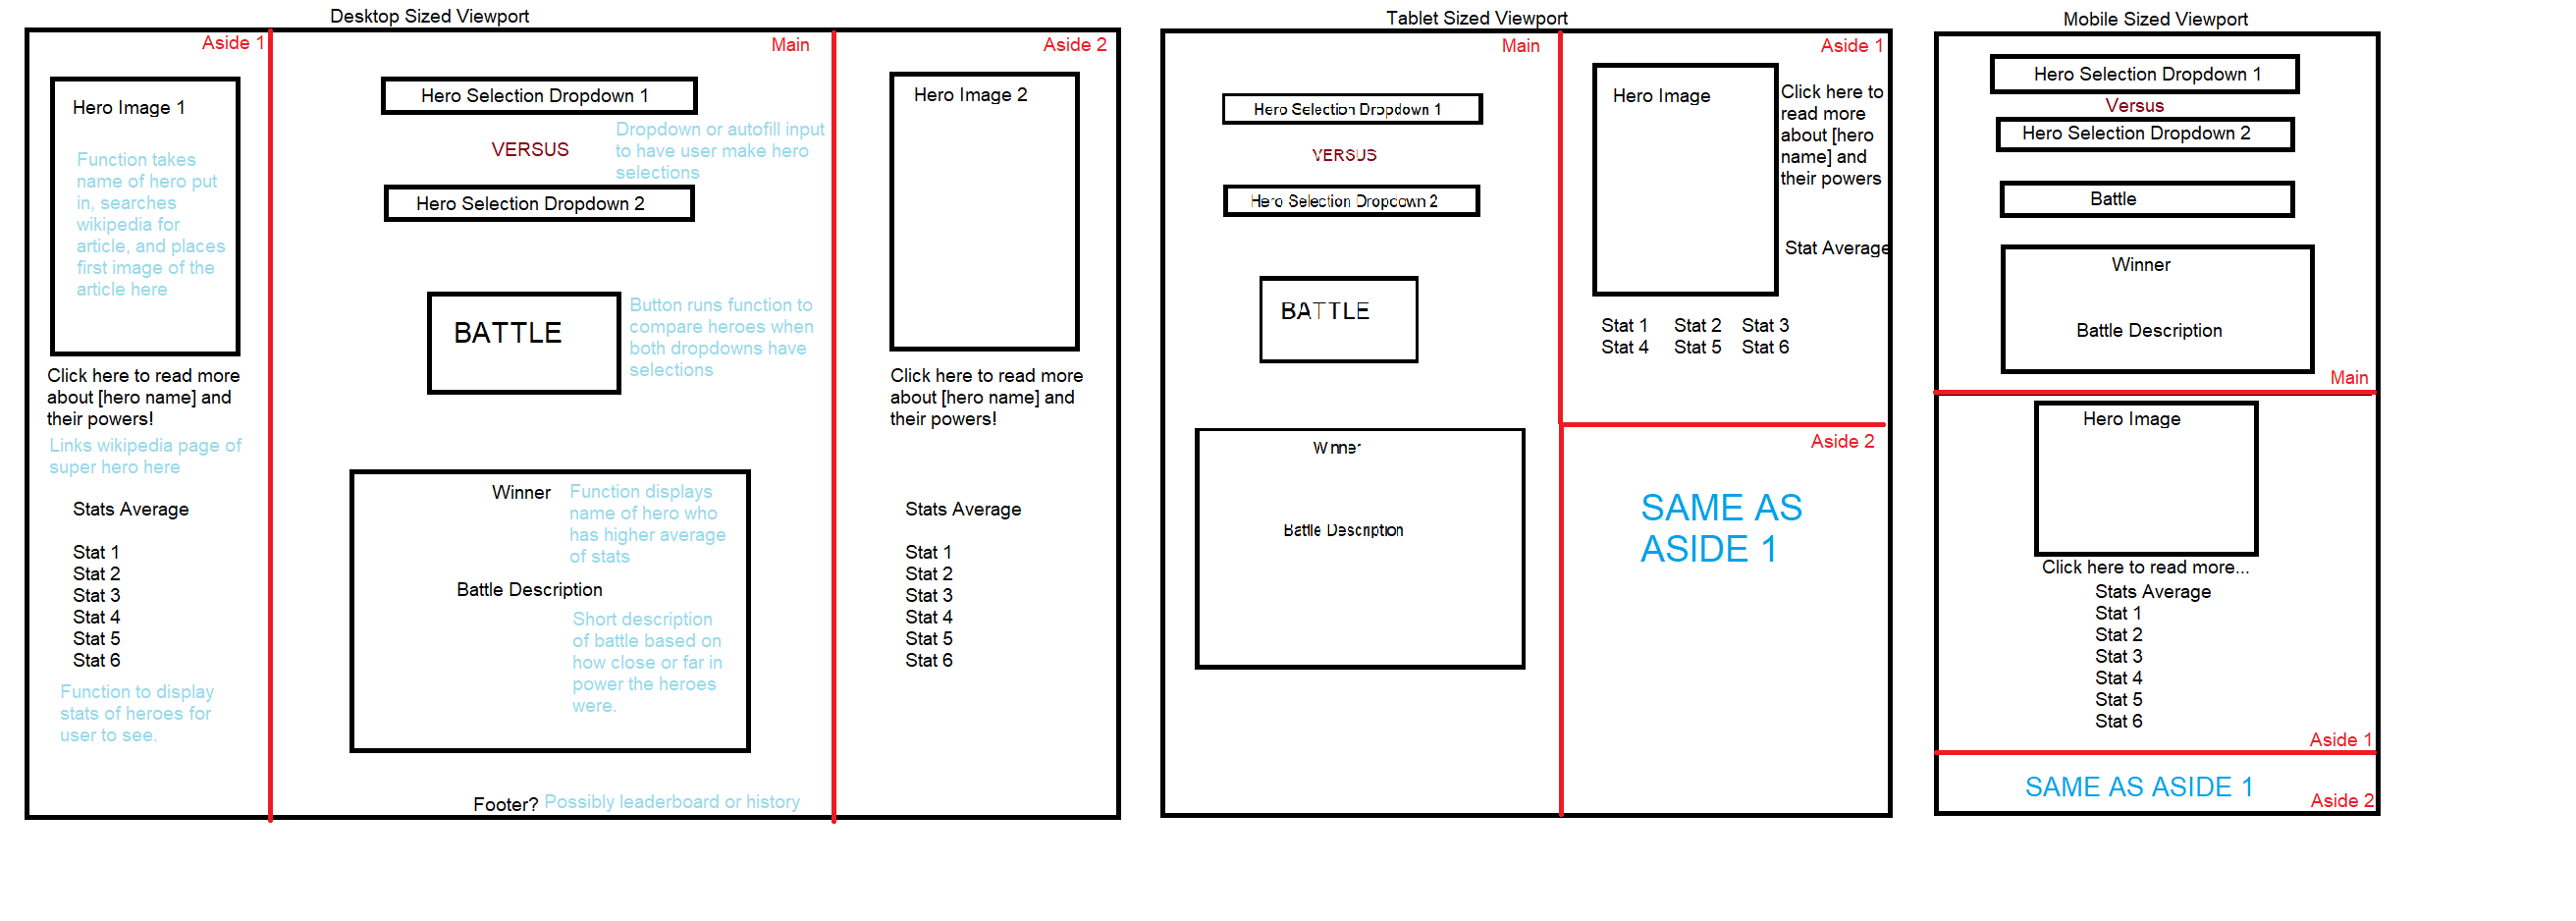 Desktop Sized Viewport
Aside 1
Hero Image 1
Function takes
name of hero put
in, searches
wikipedia for
article, and places
first image of the
article here
Click here to read more
about [hero name] and
their powers!
Links wikipedia page of
super hero here
Stats Average
Stat 1
Stat 2
Stat 3
Stat 4
Stat 5
Stat 6
Function to display
stats of heroes for
user to see.
Main
Hero Selection Dropdown 1
VERSUS
Dropdown or autofill input
to have user make hero
selections
Hero Selection Dropdown 2
BATTLE
Button runs function to
compare heroes when
both dropdowns have
selections
Winner
Function displays
name of hero who
has higher average
of stats
Battle Description
Short description
of battle based on
how close or far in
power the heroes
were.
Footer? Possibly leaderboard or history
Aside 2
Hero Image 2
Click here to read more
about [hero name] and
their powers!
Stats Average
Stat 1
Stat 2
Stat 3
Stat 4
Stat 5
Stat 6
Tablet Sized Viewport
Main
Hero Selection Dropdown 1
VERSUS
Hero Selection Dropdown 2
BATTLE
Winner
Battle Description
Aside 1
Hero Image
Click here to
read more
about [hero
name] and
their powers
Stat Average
Stat 1 Stat 2 Stat 3
Stat 4 Stat 5 Stat 6
Aside 2
SAME AS
ASIDE 1
Mobile Sized Viewport
Hero Selection Dropdown 1
Versus
Hero Selection Dropdown 2
Battle
Winner
Battle Description
Main
Hero Image
Click here to read more...
Stats Average
Stat 1
Stat 2
Stat 3
Stat 4
Stat 5
Stat 6
Aside 1
SAME AS ASIDE 1
Aside 2